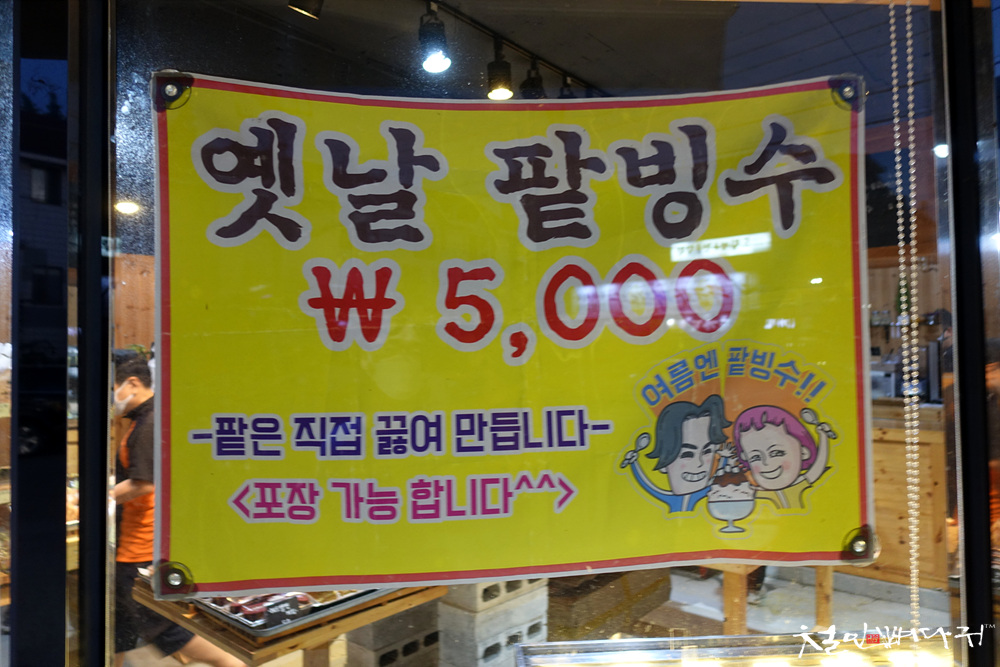 옛날 팥빙수
₩ 5,000
여름엔 팥빙수!!
-팥은 직접 끓여 만듭니다-
<포장 가능 합니다^^>